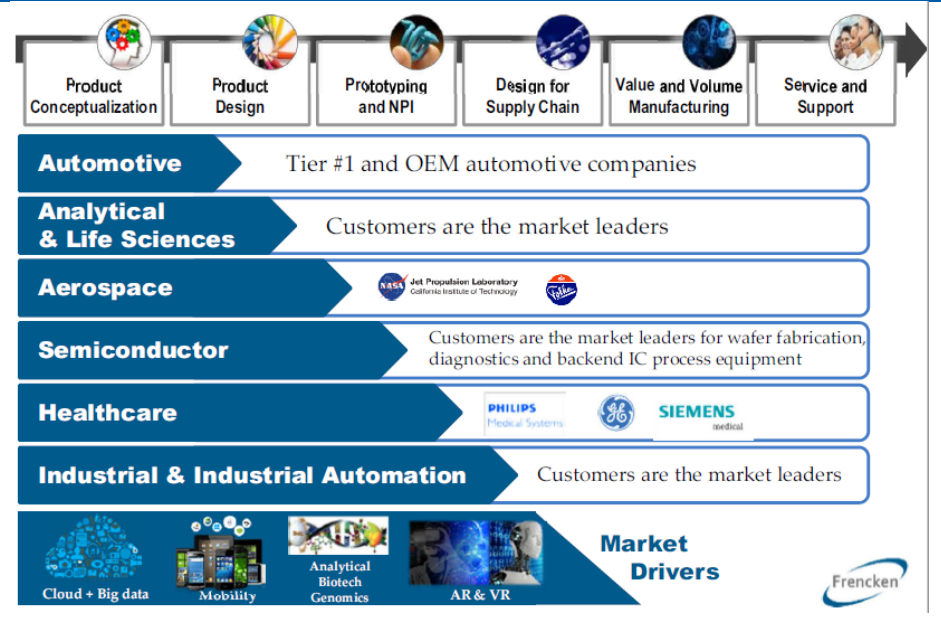 Product
Conceptualization
Product
Design
Prototyping
and NPI
Design for
Supply Chain
Value and Volume
Manufacturing
Service and
Support
Automotive
Tier #1 and OEM automotive companies
Analytical
& Life Sciences
Customers are the market leaders
Aerospace
NASA
Jet Propulsion Laboratory
California Institute of Technology
Fokker
Semiconductor
Customers are the market leaders for wafer fabrication,
diagnostics and backend IC process equipment
Healthcare
PHILIPS
Medical Systems
GE
SIEMENS
medical
Industrial & Industrial Automation
Customers are the market leaders
Cloud + Big data
Mobility
Analytical
Biotech
Genomics
AR & VR
Market
Drivers
Frencken